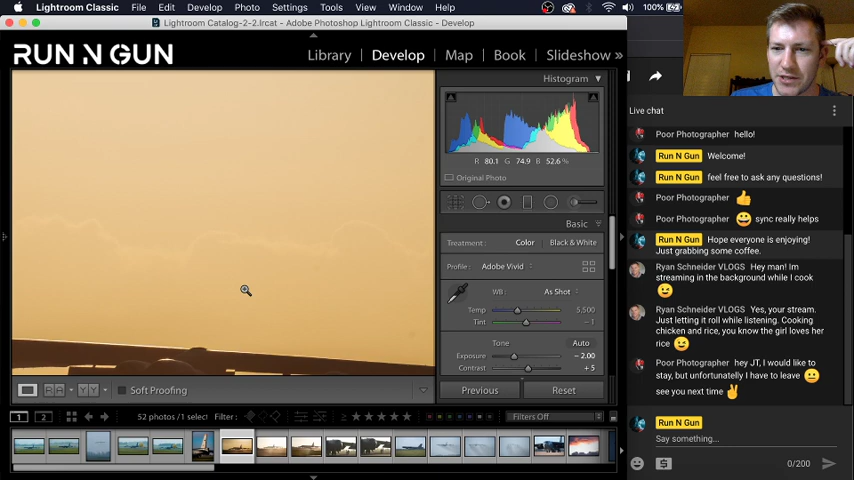 Lightroom Classic File Edit Develop Photo Settings Tools View Window Help 100%
Lightroom Catalog-2-2.lrcat - Adobe Photoshop Lightroom Classic - Develop
RUN N GUN
Library Develop Map Book Slideshow »
Histogram
R 80.1 G 74.9 B 52.6 %
Original Photo
Basic
Treatment: Color Black & White
Profile: Adobe Vivid
WB: As Shot
Temp 5,500
Tint - 1
Tone Auto
Exposure - 2.00
Contrast + 5
Previous Reset
Soft Proofing
1 2 52 photos/1 select Filter: Filters Off
Live chat
Poor Photographer hello!
Run N Gun Welcome!
Run N Gun feel free to ask any questions!
Poor Photographer 👍
Poor Photographer 😀 sync really helps
Run N Gun Hope everyone is enjoying!
Just grabbing some coffee.
Ryan Schneider VLOGS Hey man! Im
streaming in the background while I cook
😉
Ryan Schneider VLOGS Yes, your stream.
Just letting it roll while listening. Cooking
chicken and rice, you know the girl loves her
rice 😉
Poor Photographer hey JT, I would like to
stay, but unfortunatelly I have to leave 😐
see you next time ✌
Run N Gun
Say something...
0/200